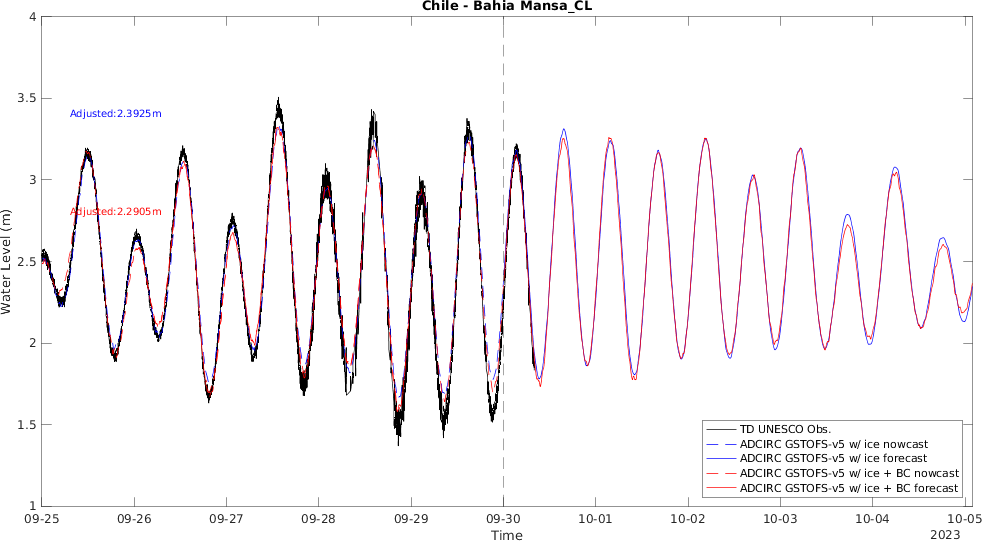 Chile - Bahia Mansa_CL
4
3.5
3
2.5
2
1.5
1
Water Level (m)
Adjusted:2.3925m
Adjusted:2.2905m
TD UNESCO Obs.
ADCIRC GSTOFS-v5 w/ ice nowcast
ADCIRC GSTOFS-v5 w/ ice forecast
ADCIRC GSTOFS-v5 w/ ice + BC nowcast
ADCIRC GSTOFS-v5 w/ ice + BC forecast
09-25 09-26 09-27 09-28 09-29 09-30 10-01 10-02 10-03 10-04 10-05
Time
2023